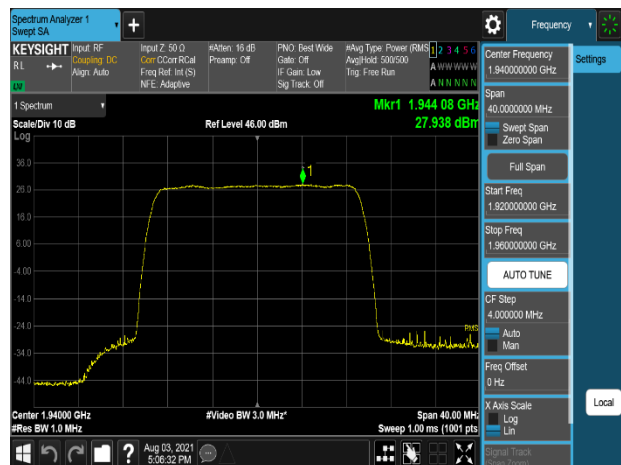 Spectrum Analyzer 1
Swept SA
+
Frequency
KEYSIGHT
RL
LXI
Input: RF
Coupling: DC
Align: Auto
Input Z: 50 Ω
Corr CCorr RCal
Freq Ref: Int (S)
NFE: Adaptive
#Atten: 16 dB
Preamp: Off
PNO: Best Wide
Gate: Off
IF Gain: Low
Sig Track: Off
#Avg Type: Power (RMS
Avg|Hold: 500/500
Trig: Free Run
1 2 3 4 5 6
A W W W W W
A N N N N N
1 Spectrum
Scale/Div 10 dB
Log
Ref Level 46.00 dBm
Mkr1 1.944 08 GHz
27.938 dBm
1
36.0
26.0
16.0
6.00
-4.00
-14.0
-24.0
-34.0
-44.0
RMS
Center 1.94000 GHz
#Res BW 1.0 MHz
#Video BW 3.0 MHz*
Span 40.00 MHz
Sweep 1.00 ms (1001 pts
Aug 03, 2021
5:06:32 PM
?
Center Frequency
1.940000000 GHz
Settings
Span
40.0000000 MHz
Swept Span
Zero Span
Full Span
Start Freq
1.920000000 GHz
Stop Freq
1.960000000 GHz
AUTO TUNE
CF Step
4.000000 MHz
Auto
Man
Freq Offset
0 Hz
X Axis Scale
Log
Lin
Local
Signal Track
(Span Zoom)